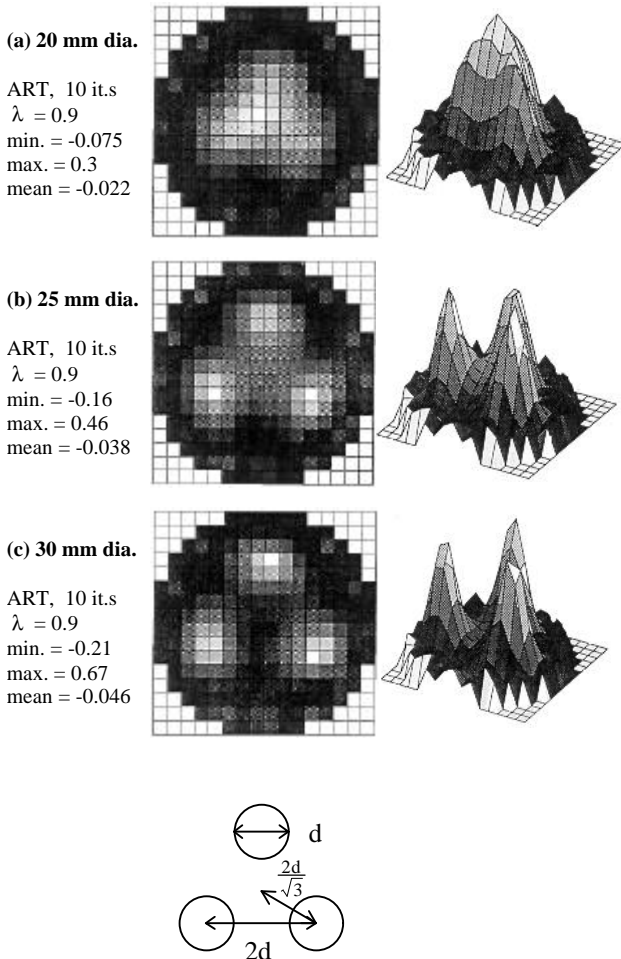 (a) 20 mm dia.
ART, 10 it.s
λ = 0.9
min. = -0.075
max. = 0.3
mean = -0.022
(b) 25 mm dia.
ART, 10 it.s
λ = 0.9
min. = -0.16
max. = 0.46
mean = -0.038
(c) 30 mm dia.
ART, 10 it.s
λ = 0.9
min. = -0.21
max. = 0.67
mean = -0.046
d
2d
√3
2d